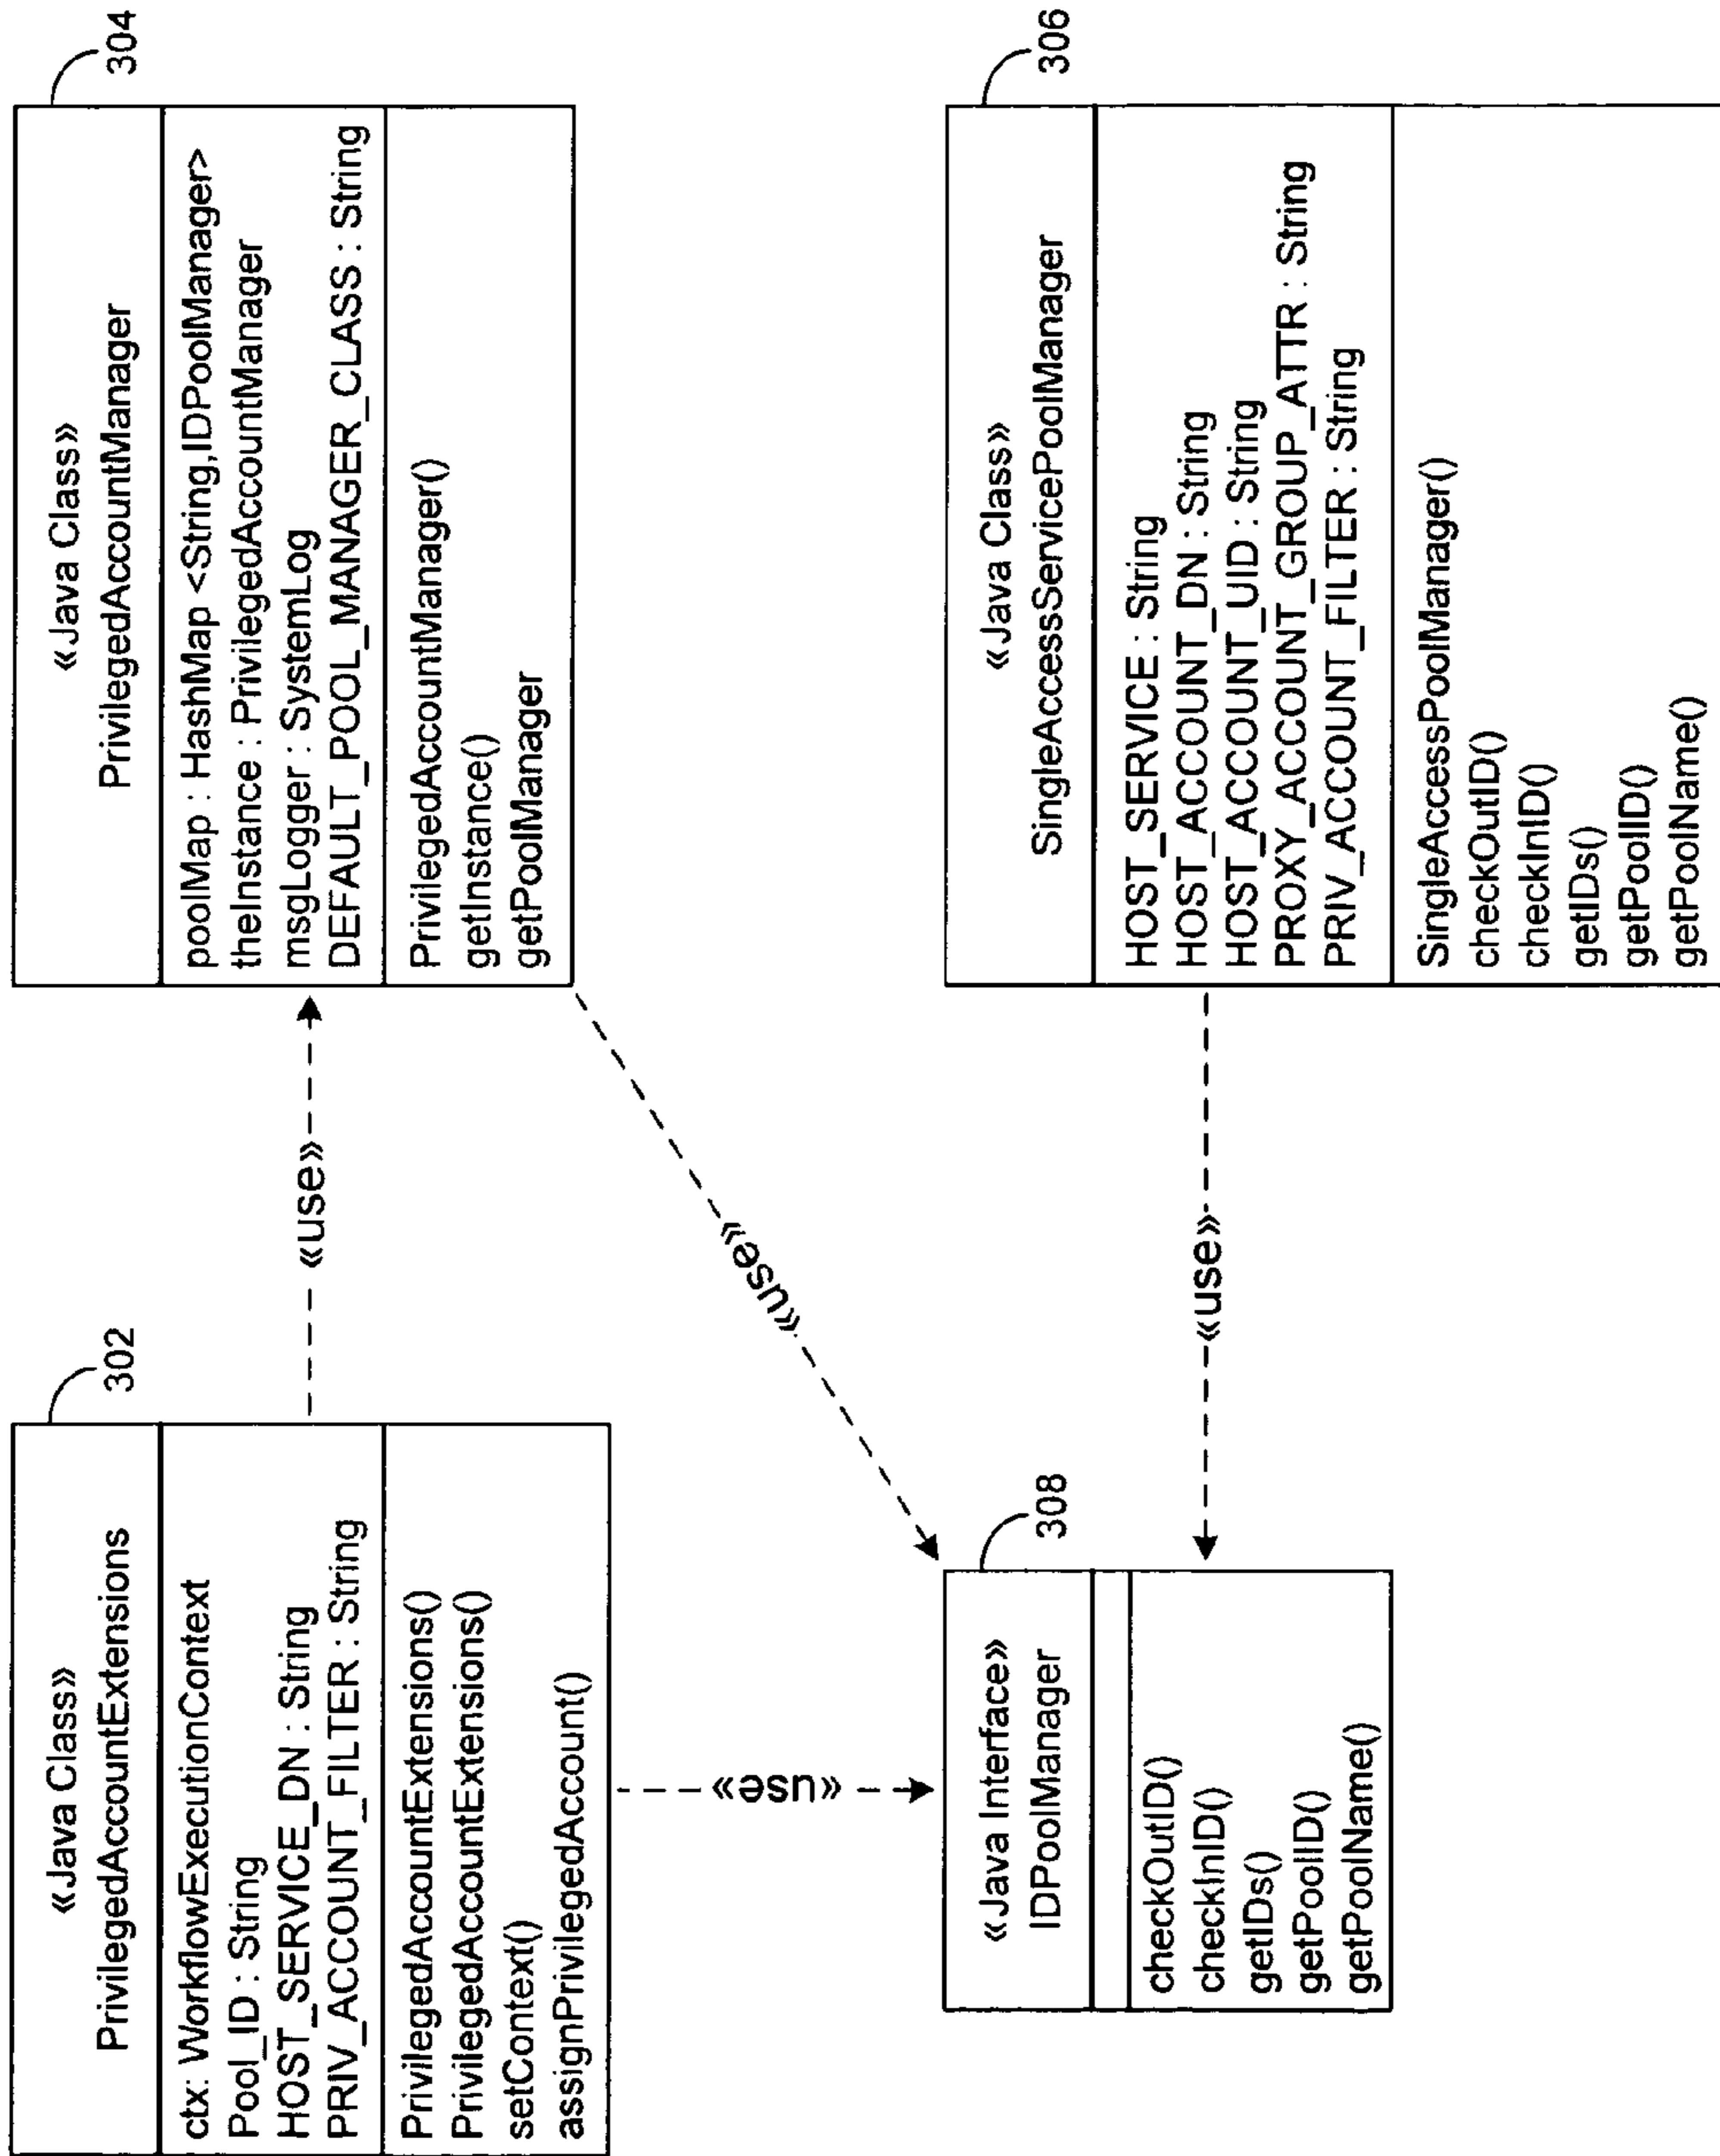 302
«Java Class»
PrivilegedAccountExtensions
ctx: WorkflowExecutionContext
Pool_ID : String
HOST_SERVICE_DN : String
PRIV_ACCOUNT_FILTER : String
PrivilegedAccountExtensions()
PrivilegedAccountExtensions()
setContext()
assignPrivilegedAccount()
«use»
304
«Java Class»
PrivilegedAccountManager
poolMap : HashMap <String,IDPoolManager>
theInstance : PrivilegedAccountManager
msgLogger : SystemLog
DEFAULT_POOL_MANAGER_CLASS : String
PrivilegedAccountManager()
getInstance()
getPoolManager
«use»
«use»
308
«Java Interface»
IDPoolManager
checkOutID()
checkInID()
getIDs()
getPoolID()
getPoolName()
«use»
306
«Java Class»
SingleAccessServicePoolManager
HOST_SERVICE : String
HOST_ACCOUNT_DN : String
HOST_ACCOUNT_UID : String
PROXY_ACCOUNT_GROUP_ATTR : String
PRIV_ACCOUNT_FILTER : String
SingleAccessPoolManager()
checkOutID()
checkInID()
getIDs()
getPoolID()
getPoolName()